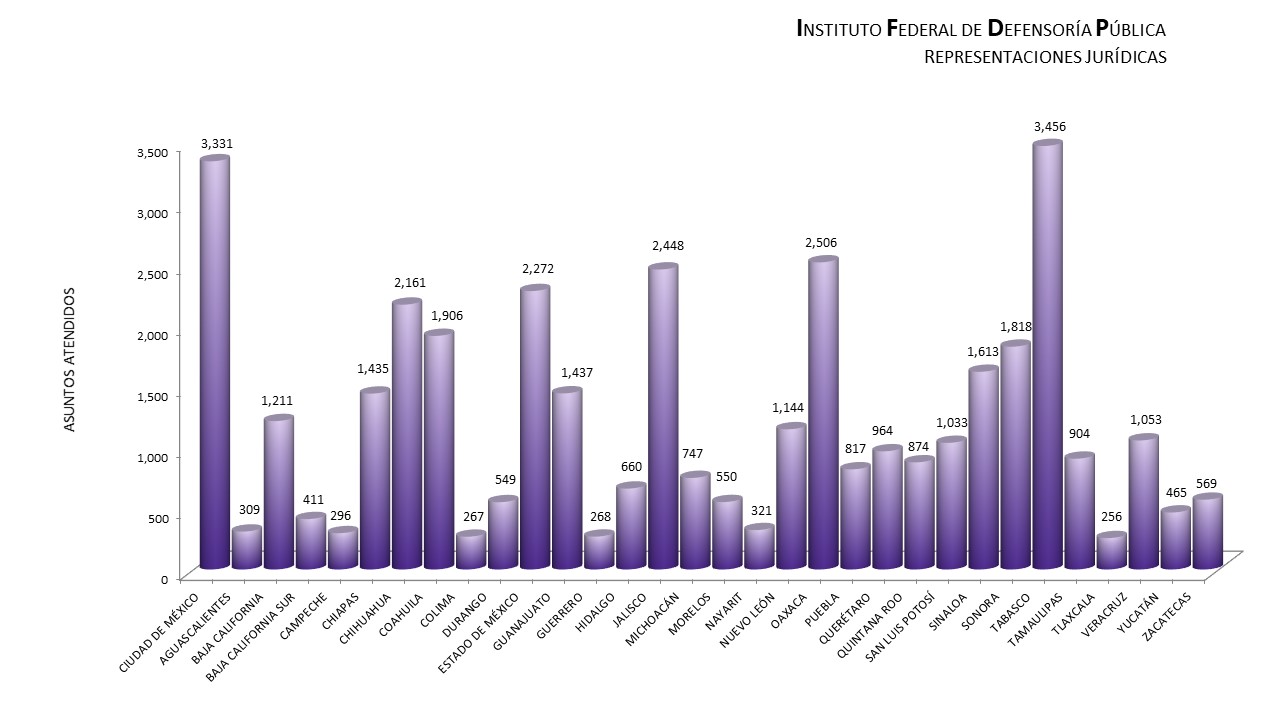 INSTITUTO FEDERAL DE DEFENSORÍA PÚBLICA
REPRESENTACIONES JURÍDICAS
ASUNTOS ATENDIDOS
3,500
3,000
2,500
2,000
1,500
1,000
500
0
3,331
309
1,211
411
296
1,435
2,161
1,906
267
549
2,272
1,437
268
660
2,448
747
550
321
1,144
2,506
817
964
874
1,033
1,613
1,818
3,456
904
256
1,053
465
569
CIUDAD DE MÉXICO
AGUASCALIENTES
BAJA CALIFORNIA
BAJA CALIFORNIA SUR
CAMPECHE
CHIAPAS
CHIHUAHUA
COAHUILA
COLIMA
DURANGO
ESTADO DE MÉXICO
GUANAJUATO
GUERRERO
HIDALGO
JALISCO
MICHOACÁN
MORELOS
NAYARIT
NUEVO LEÓN
OAXACA
PUEBLA
QUERÉTARO
QUINTANA ROO
SAN LUIS POTOSÍ
SINALOA
SONORA
TABASCO
TAMAULIPAS
TLAXCALA
VERACRUZ
YUCATÁN
ZACATECAS